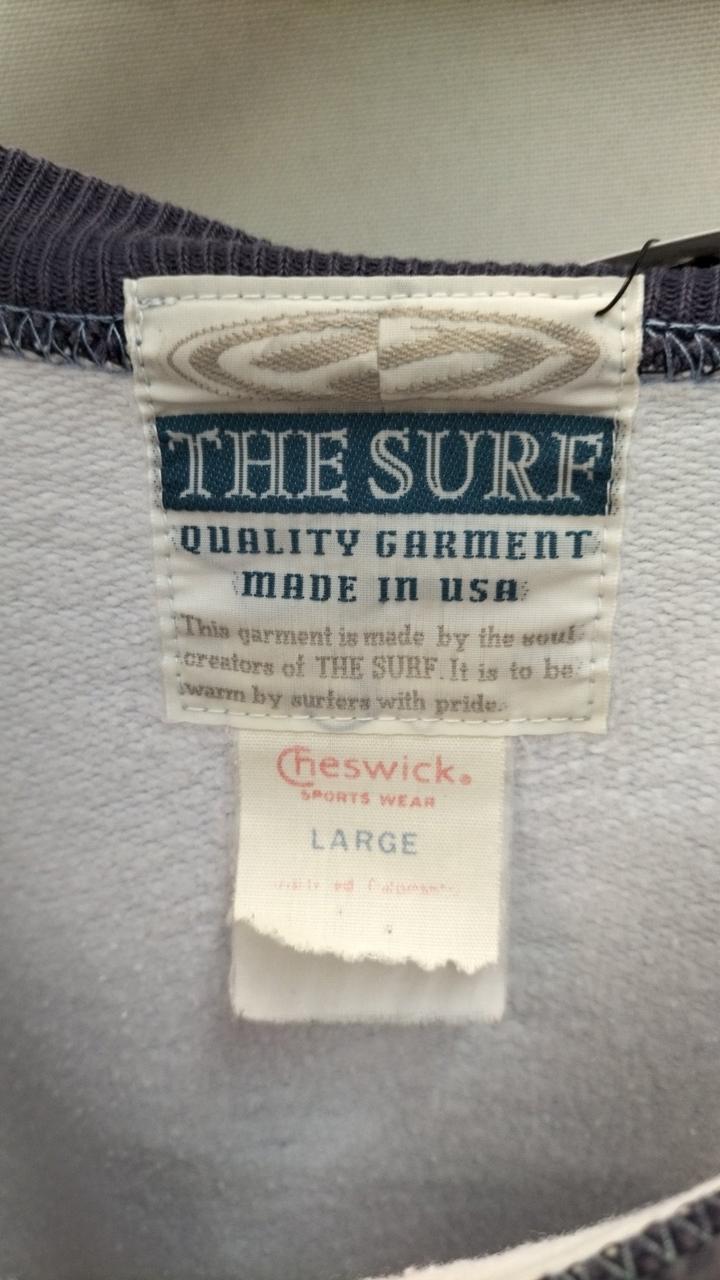 THE SURF
QUALITY GARMENT
MADE IN USA
This garment is made by the soul
creators of THE SURF. It is to be
warm by surfers with pride.
Cheswick®
SPORTS WEAR
LARGE